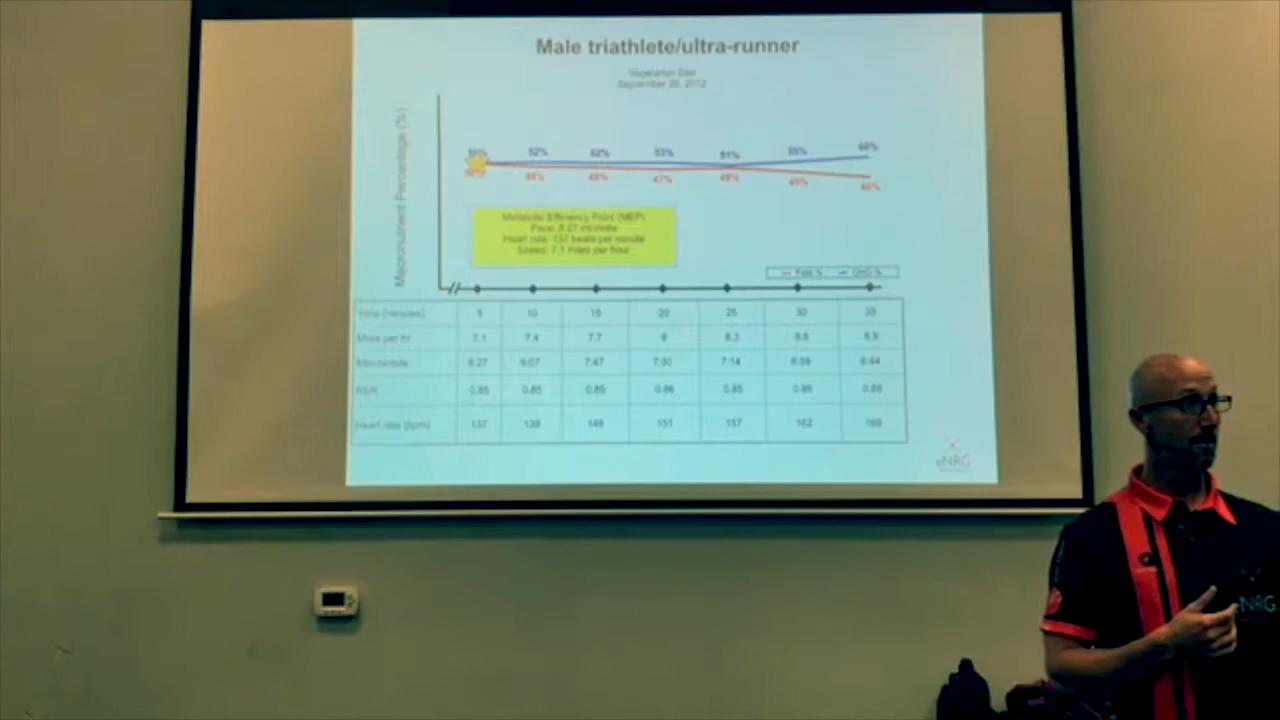 Male triathlete/ultra-runner
Vegetarian Diet
September 28, 2012
Macronutrient Percentage (%)
50% 52% 52% 53% 51% 55% 60%
50% 48% 48% 47% 49% 45% 40%
Metabolic Efficiency Point (MEP)
Pace: 8:27 min/mile
Heart rate: 137 beats per minute
Speed: 7.1 miles per hour
Fat % CHO %
Time (minutes) 5 10 15 20 25 30 35
Miles per hr 7.1 7.4 7.7 8 8.3 8.6 8.9
Min/mile 8:27 8:07 7:47 7:30 7:14 6:59 6:44
RER 0.85 0.85 0.85 0.86 0.85 0.86 0.88
Heart rate (bpm) 137 139 148 151 157 162 169
eNRG
eNRG